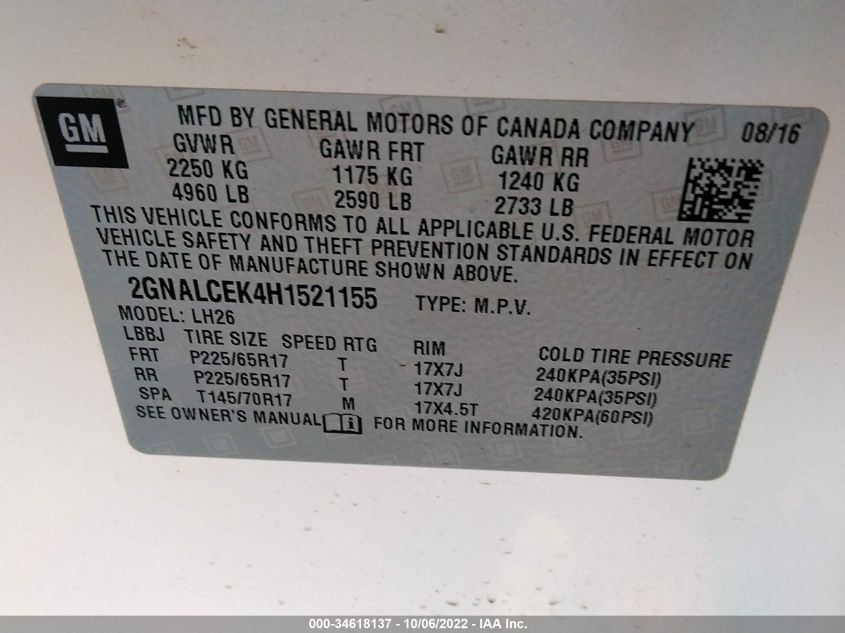 GM
MFD BY GENERAL MOTORS OF CANADA COMPANY 08/16
GVWR GAWR FRT GAWR RR
2250 KG 1175 KG 1240 KG
4960 LB 2590 LB 2733 LB
THIS VEHICLE CONFORMS TO ALL APPLICABLE U.S. FEDERAL MOTOR
VEHICLE SAFETY AND THEFT PREVENTION STANDARDS IN EFFECT ON
THE DATE OF MANUFACTURE SHOWN ABOVE.
2GNALCEK4H1521155 TYPE: M.P.V.
MODEL: LH26
LBBJ TIRE SIZE SPEED RTG RIM COLD TIRE PRESSURE
FRT P225/65R17 T 17X7J 240KPA(35PSI)
RR P225/65R17 T 17X7J 240KPA(35PSI)
SPA T145/70R17 M 17X4.5T 420KPA(60PSI)
SEE OWNER'S MANUAL FOR MORE INFORMATION.
000-34618137 - 10/06/2022 - IAA Inc.